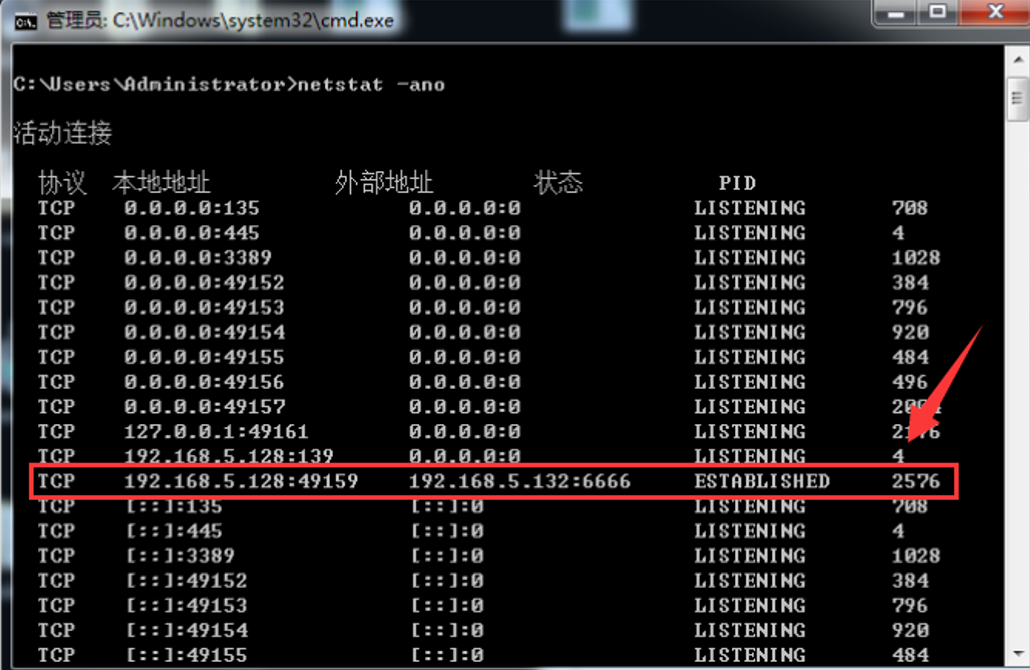 管理员: C:\Windows\system32\cmd.exe
C:\Users\Administrator>netstat -ano
活动连接
协议 本地地址 外部地址 状态 PID
TCP 0.0.0.0:135 0.0.0.0:0 LISTENING 708
TCP 0.0.0.0:445 0.0.0.0:0 LISTENING 4
TCP 0.0.0.0:3389 0.0.0.0:0 LISTENING 1028
TCP 0.0.0.0:49152 0.0.0.0:0 LISTENING 384
TCP 0.0.0.0:49153 0.0.0.0:0 LISTENING 796
TCP 0.0.0.0:49154 0.0.0.0:0 LISTENING 920
TCP 0.0.0.0:49155 0.0.0.0:0 LISTENING 484
TCP 0.0.0.0:49156 0.0.0.0:0 LISTENING 496
TCP 0.0.0.0:49157 0.0.0.0:0 LISTENING
TCP 127.0.0.1:49161 0.0.0.0:0 LISTENING
TCP 192.168.5.128:139 0.0.0.0:0 LISTENING 4
TCP 192.168.5.128:49159 192.168.5.132:6666 ESTABLISHED 2576
TCP [::]:135 [::]:0 LISTENING 708
TCP [::]:445 [::]:0 LISTENING 4
TCP [::]:3389 [::]:0 LISTENING 1028
TCP [::]:49152 [::]:0 LISTENING 384
TCP [::]:49153 [::]:0 LISTENING 796
TCP [::]:49154 [::]:0 LISTENING 920
TCP [::]:49155 [::]:0 LISTENING 484